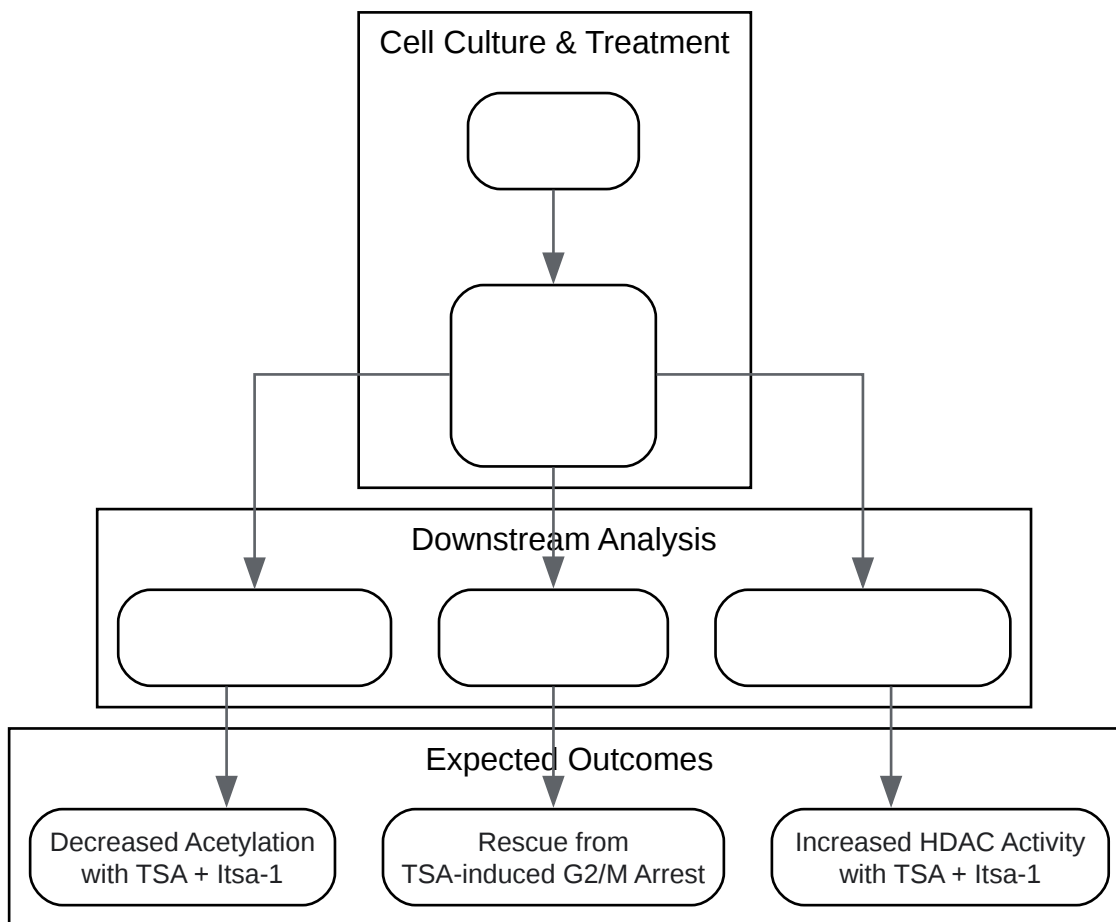 Cell Culture & Treatment
Downstream Analysis
Expected Outcomes
Decreased Acetylation
with TSA + Itsa-1
Rescue from
TSA-induced G2/M Arrest
Increased HDAC Activity
with TSA + Itsa-1